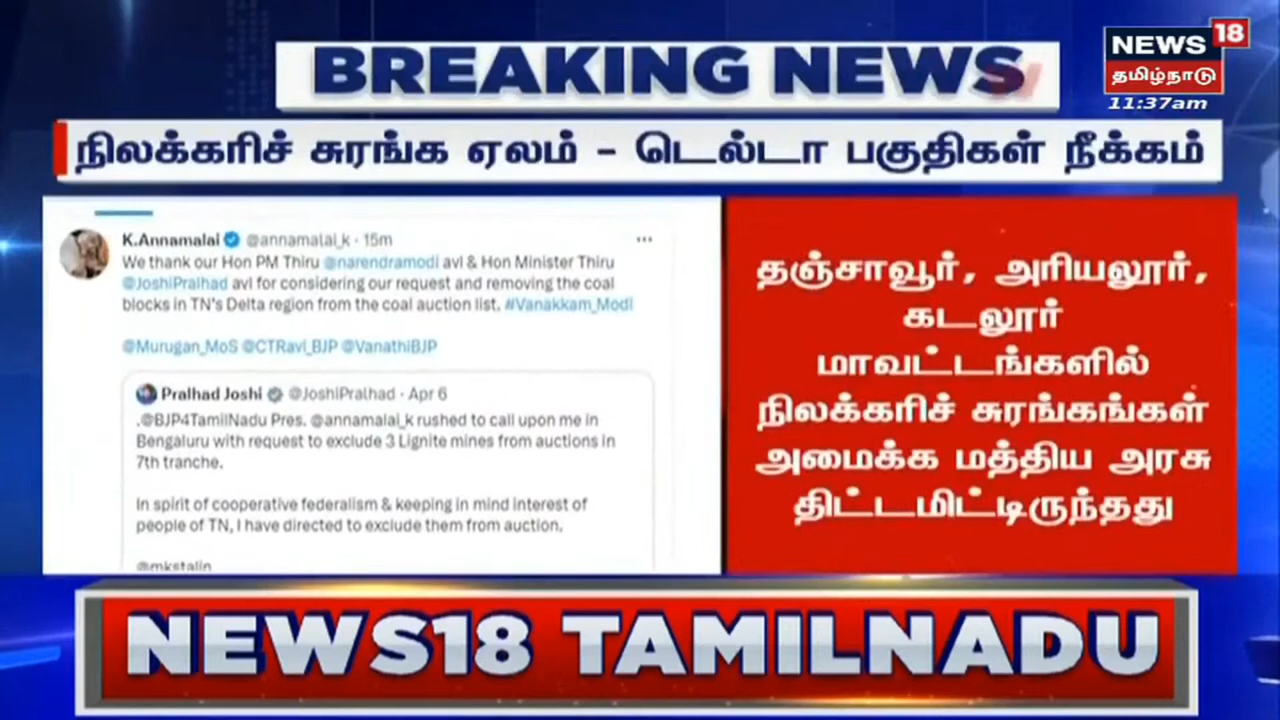 BREAKING NEWS
NEWS 18
தமிழ்நாடு
11:37am
நிலக்கரிச் சுரங்க ஏலம் - டெல்டா பகுதிகள் நீக்கம்
K.Annamalai @annamalai_k · 15m
We thank our Hon PM Thiru @narendramodi avl & Hon Minister Thiru
@JoshiPralhad avl for considering our request and removing the coal
blocks in TN's Delta region from the coal auction list. #Vanakkam_Modi
@Murugan_MoS @CTRavi_BJP @VanathiBJP
Pralhad Joshi @JoshiPralhad · Apr 6
.@BJP4TamilNadu Pres. @annamalai_k rushed to call upon me in
Bengaluru with request to exclude 3 Lignite mines from auctions in
7th tranche.
In spirit of cooperative federalism & keeping in mind interest of
people of TN, I have directed to exclude them from auction.
@mkstalin
தஞ்சாவூர், அரியலூர்,
கடலூர்
மாவட்டங்களில்
நிலக்கரிச் சுரங்கங்கள்
அமைக்க மத்திய அரசு
திட்டமிட்டிருந்தது
NEWS18 TAMILNADU